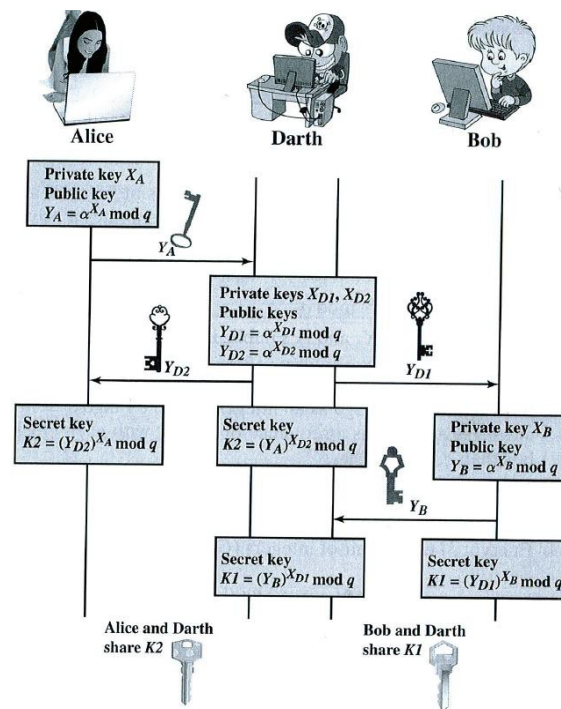 Alice
Darth
Bob
Private key X_A
Public key
Y_A = α^{X_A} mod q
Y_A
Private keys X_{D1}, X_{D2}
Public keys
Y_{D1} = α^{X_{D1}} mod q
Y_{D2} = α^{X_{D2}} mod q
Y_{D2}
Y_{D1}
Secret key
K2 = (Y_{D2})^{X_A} mod q
Secret key
K2 = (Y_A)^{X_{D2}} mod q
Private key X_B
Public key
Y_B = α^{X_B} mod q
Y_B
Secret key
K1 = (Y_B)^{X_{D1}} mod q
Secret key
K1 = (Y_{D1})^{X_B} mod q
Alice and Darth
share K2
Bob and Darth
share K1